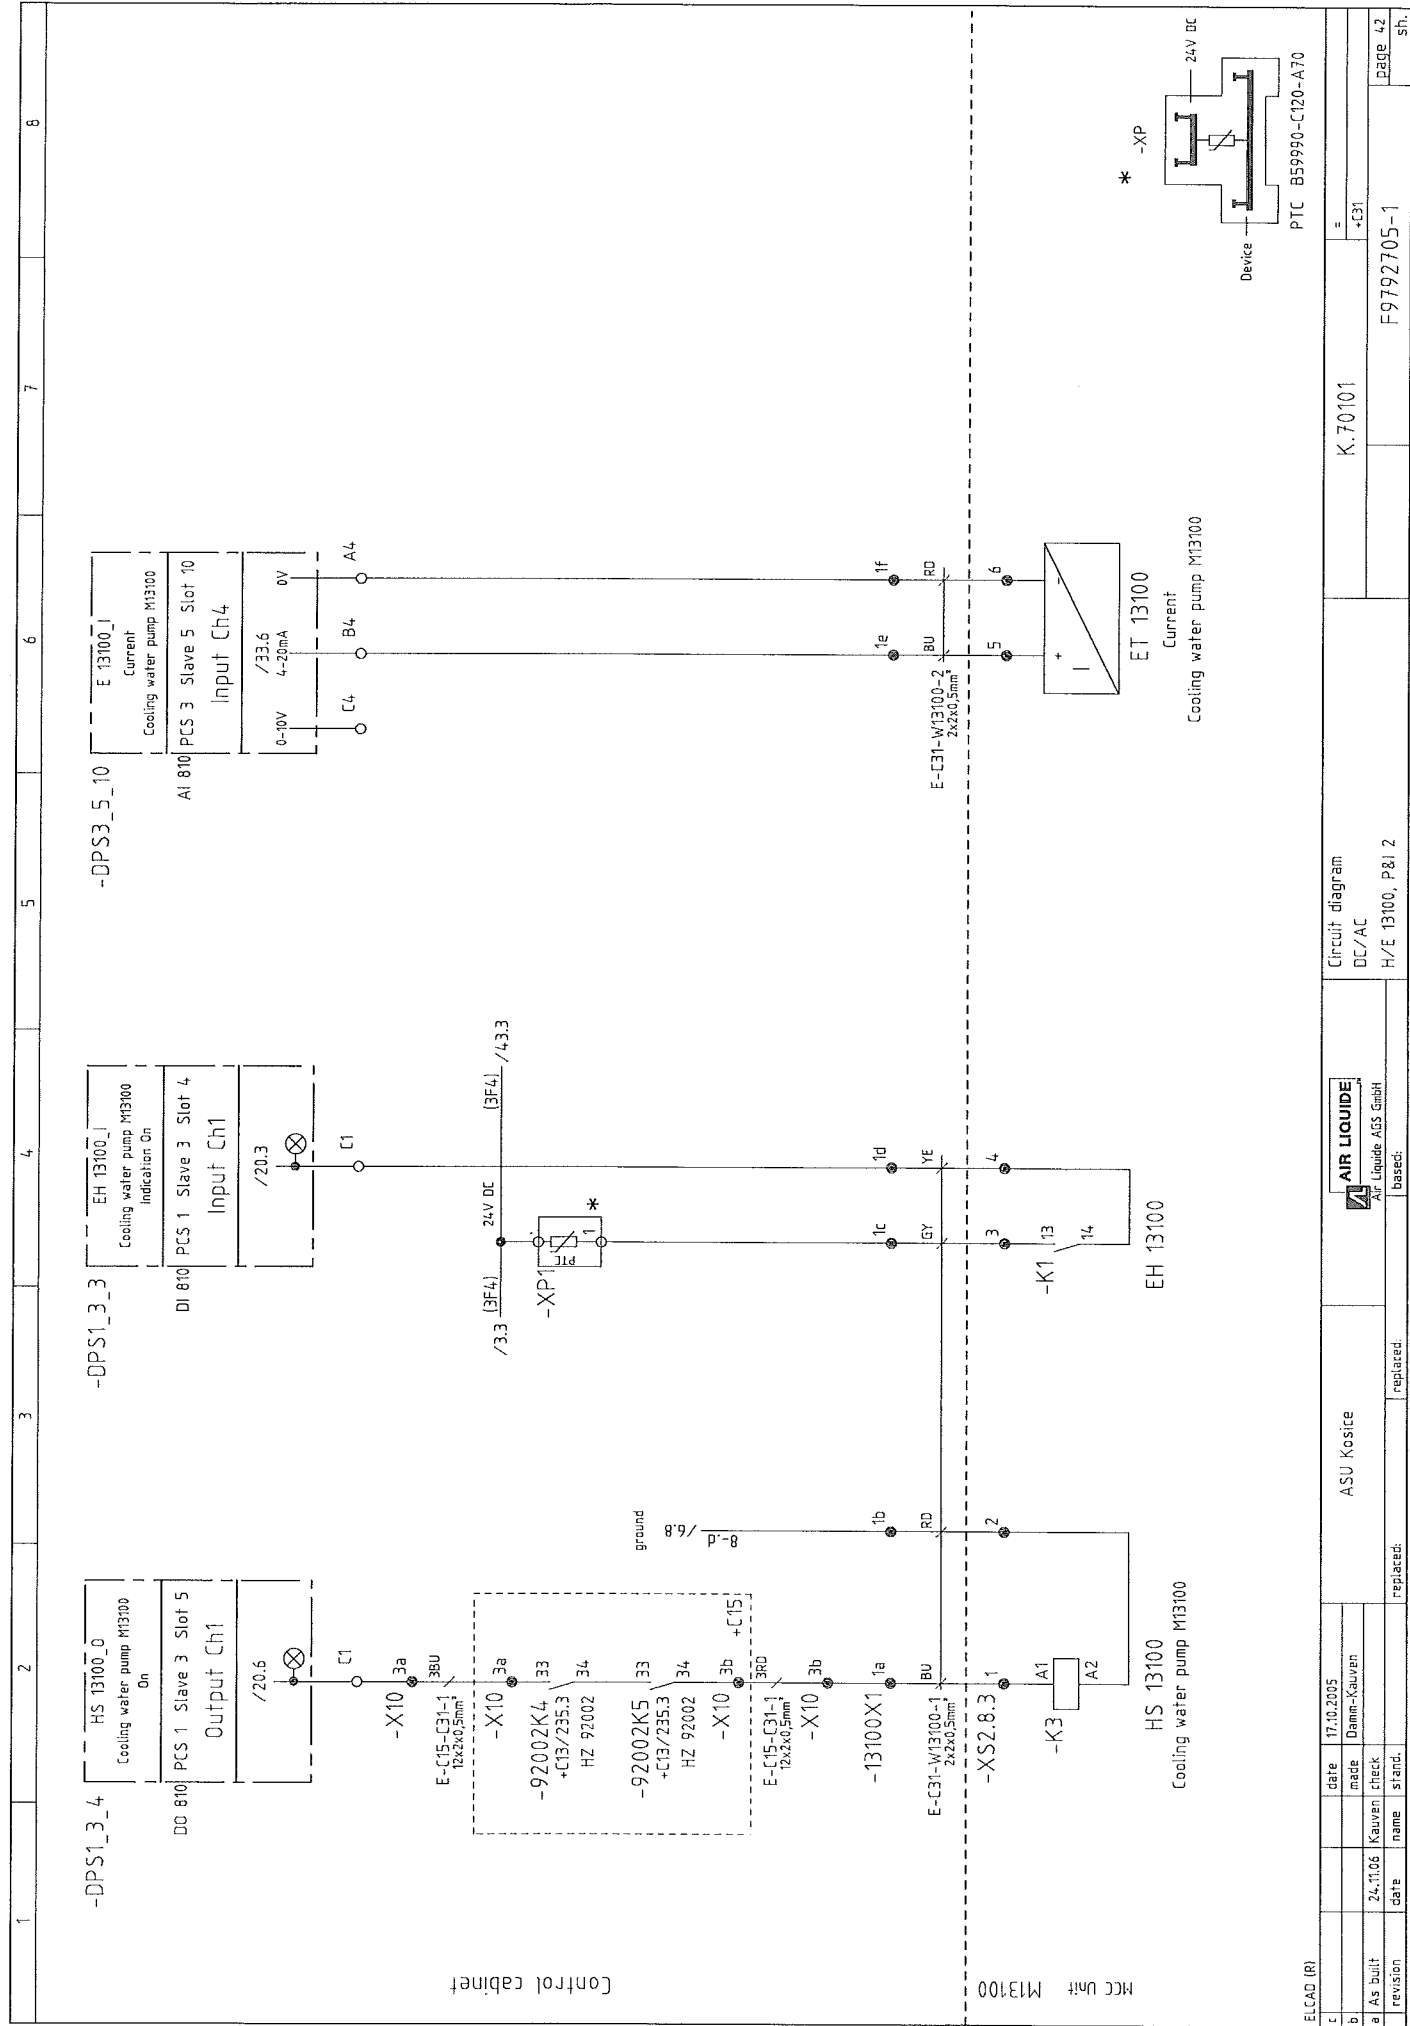 1
2
3
4
5
6
7
8
-DPS1_3_4
HS 13100_O
Cooling water pump M13100
On
DO 810
PCS 1 Slave 3 Slot 5
Output Ch1
/20.6
C1
-X10
3a
3BU
E-C15-C31-1
12x2x0,5mm²
-X10
3a
-92002K4
33
+C13/235.3
34
HZ 92002
-92002K5
33
+C13/235.3
34
HZ 92002
-X10
3b
+C15
3RD
E-C15-C31-1
12x2x0,5mm²
-X10
3b
-13100X1
1a
BU
E-C31-W13100-1
2x2x0,5mm²
-XS2.8.3
1
-K3
A1
A2
HS 13100
Cooling water pump M13100
ground
/6.8
8-.d
1b
RD
2
-DPS1_3_3
EH 13100_I
Cooling water pump M13100
Indication On
DI 810
PCS 1 Slave 3 Slot 4
Input Ch1
/20.3
C1
/3.3
(3F4)
24V DC
(3F4)
/43.3
-XP1
PTC
1
*
1c
1d
GY
YE
3
4
-K1
13
14
EH 13100
-DPS3_5_10
E 13100_I
Current
Cooling water pump M13100
AI 810
PCS 3 Slave 5 Slot 10
Input Ch4
/33.6
0-10V
4-20mA
0V
C4
B4
A4
1e
1f
BU
RD
E-C31-W13100-2
2x2x0,5mm²
5
6
+
-
I
ET 13100
Current
Cooling water pump M13100
* -XP
24V DC
Device
PTC B59990-C120-A70
Control cabinet
MCC Unit M13100
ELCAD (R)
c
b
a As built 24.11.06 Kauven
revision date name
date 17.10.2005
made Damm-Kauven
check
stand.
ASU Kosice
replaced:
replaced:
AIR LIQUIDE
Air Liquide AGS GmbH
based:
Circuit diagram
DC/AC
H/E 13100, P&I 2
K.70101
=
+C31
F9792705-1
page 42
sh.